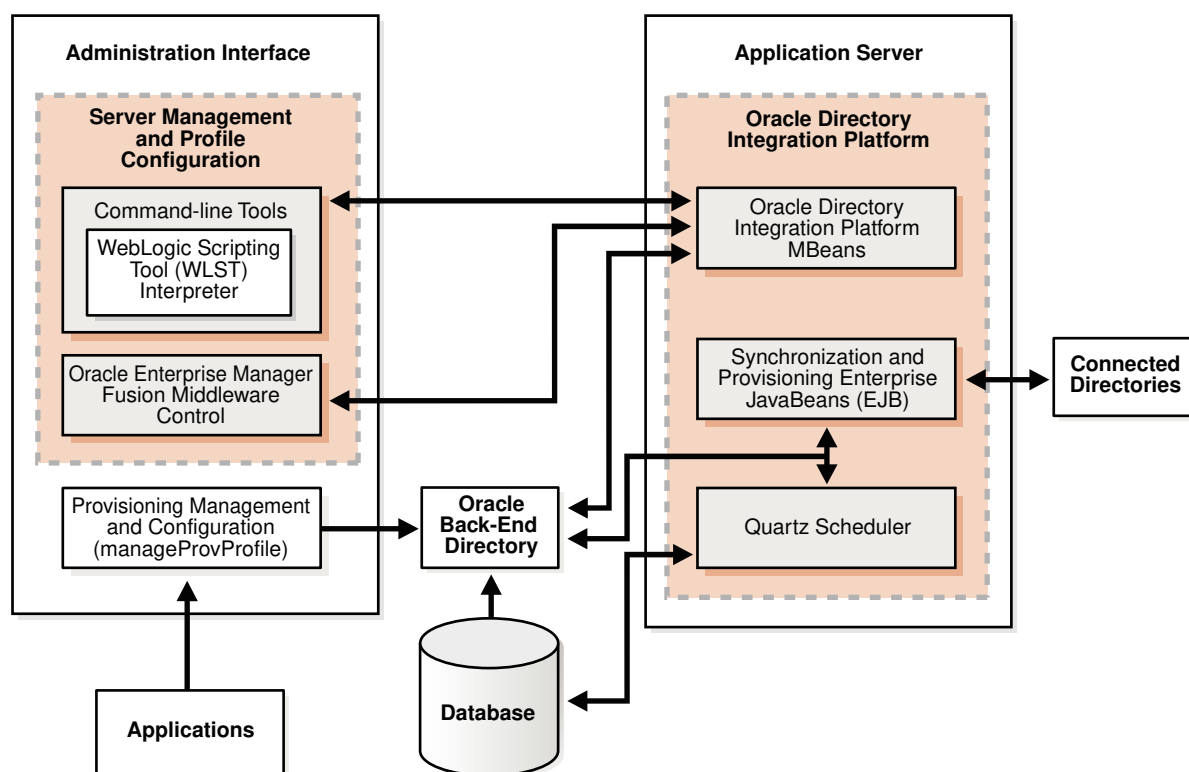 Administration Interface
Server Management
and Profile
Configuration
Command-line Tools
WebLogic Scripting
Tool (WLST)
Interpreter
Oracle Enterprise Manager
Fusion Middleware
Control
Provisioning Management
and Configuration
(manageProvProfile)
Applications
Oracle
Back-End
Directory
Database
Application Server
Oracle Directory
Integration Platform
Oracle Directory
Integration Platform
MBeans
Synchronization and
Provisioning Enterprise
JavaBeans (EJB)
Quartz Scheduler
Connected
Directories